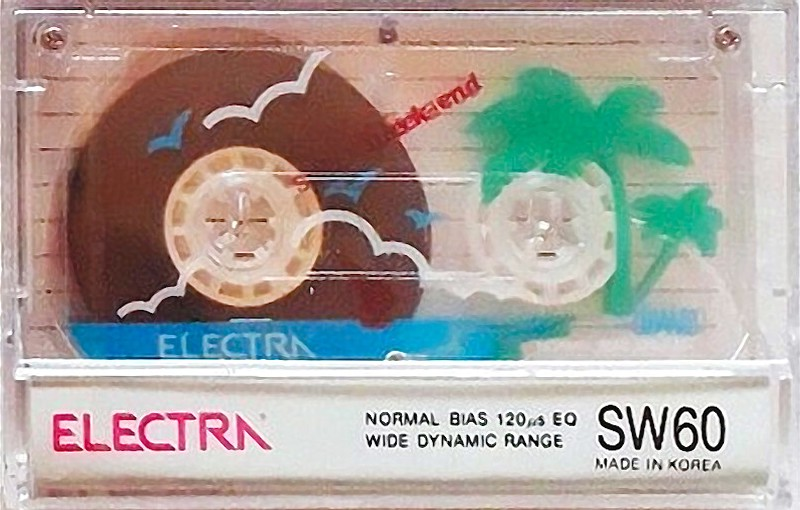 ELECTRA
ELECTRA
NORMAL BIAS 120μs EQ
WIDE DYNAMIC RANGE
SW60
MADE IN KOREA